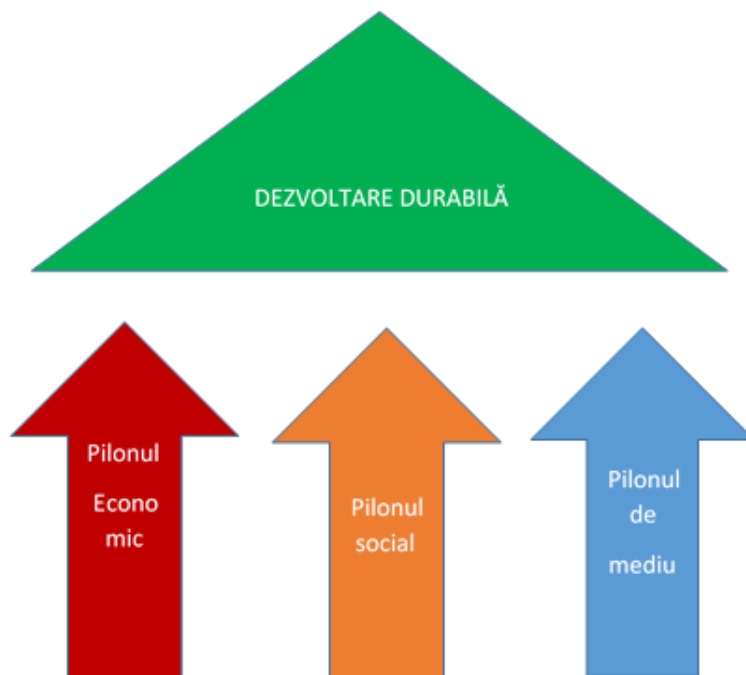 DEZVOLTARE DURABILĂ
Pilonul
Econo
mic
Pilonul
social
Pilonul
de
mediu